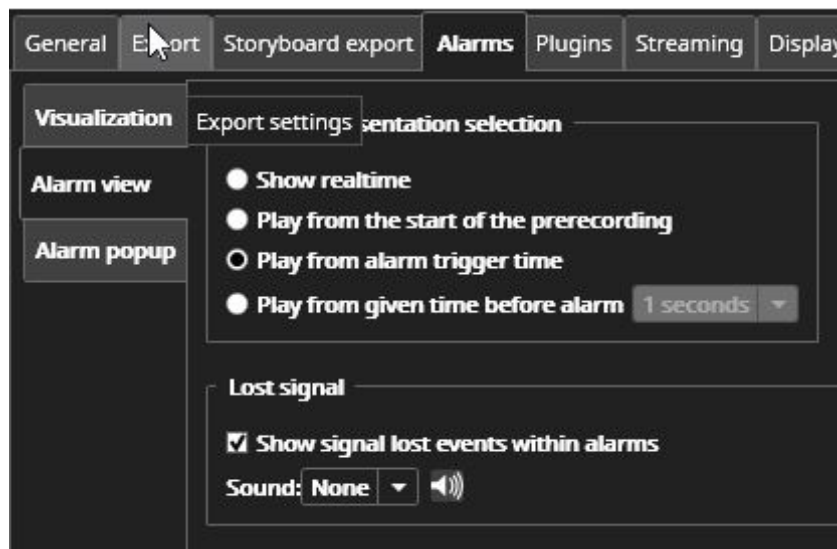 General Export Storyboard export Alarms Plugins Streaming Display
Visualization
Export settings
sentation selection
Alarm view
Show realtime
Play from the start of the prerecording
Alarm popup
Play from alarm trigger time
Play from given time before alarm 1 seconds
Lost signal
Show signal lost events within alarms
Sound: None